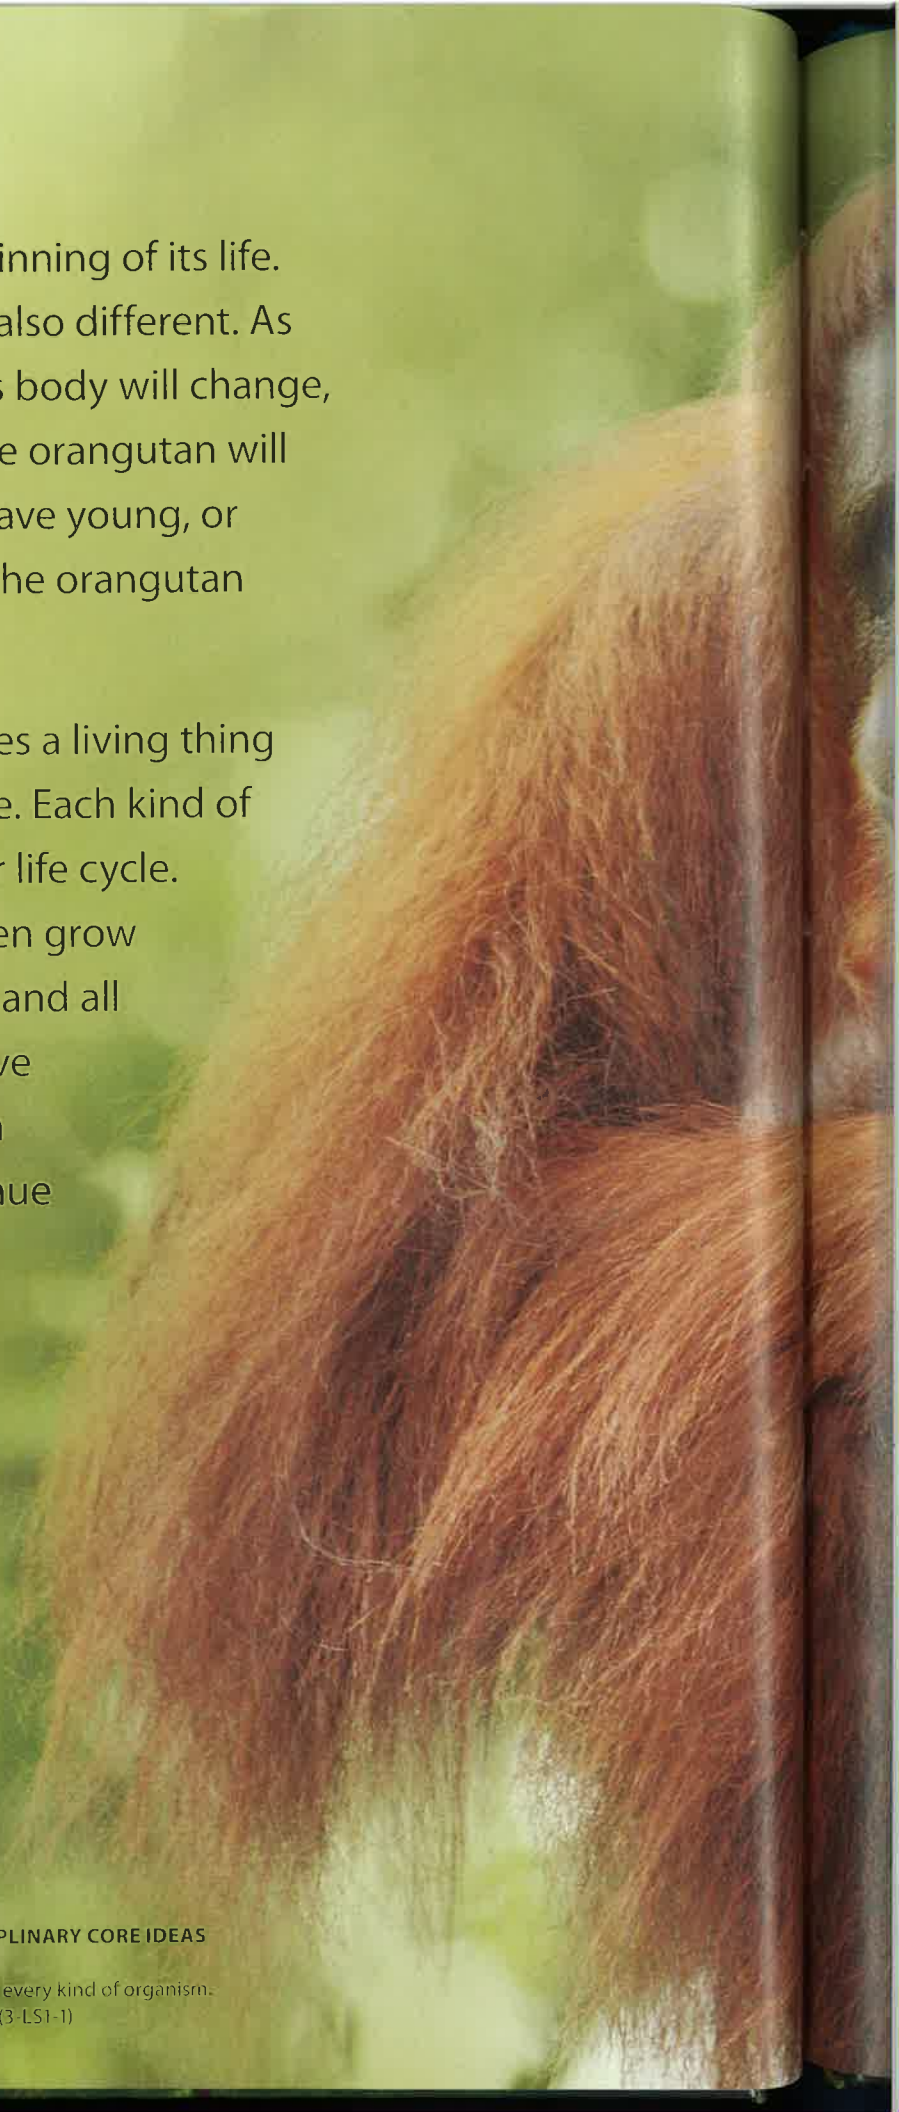 inning of its life.
also different. As
s body will change,
e orangutan will
ave young, or
he orangutan
es a living thing
e. Each kind of
r life cycle.
en grow
and all
ve
n
nue
PLINARY CORE IDEAS
every kind of organism.
(3-LS1-1)